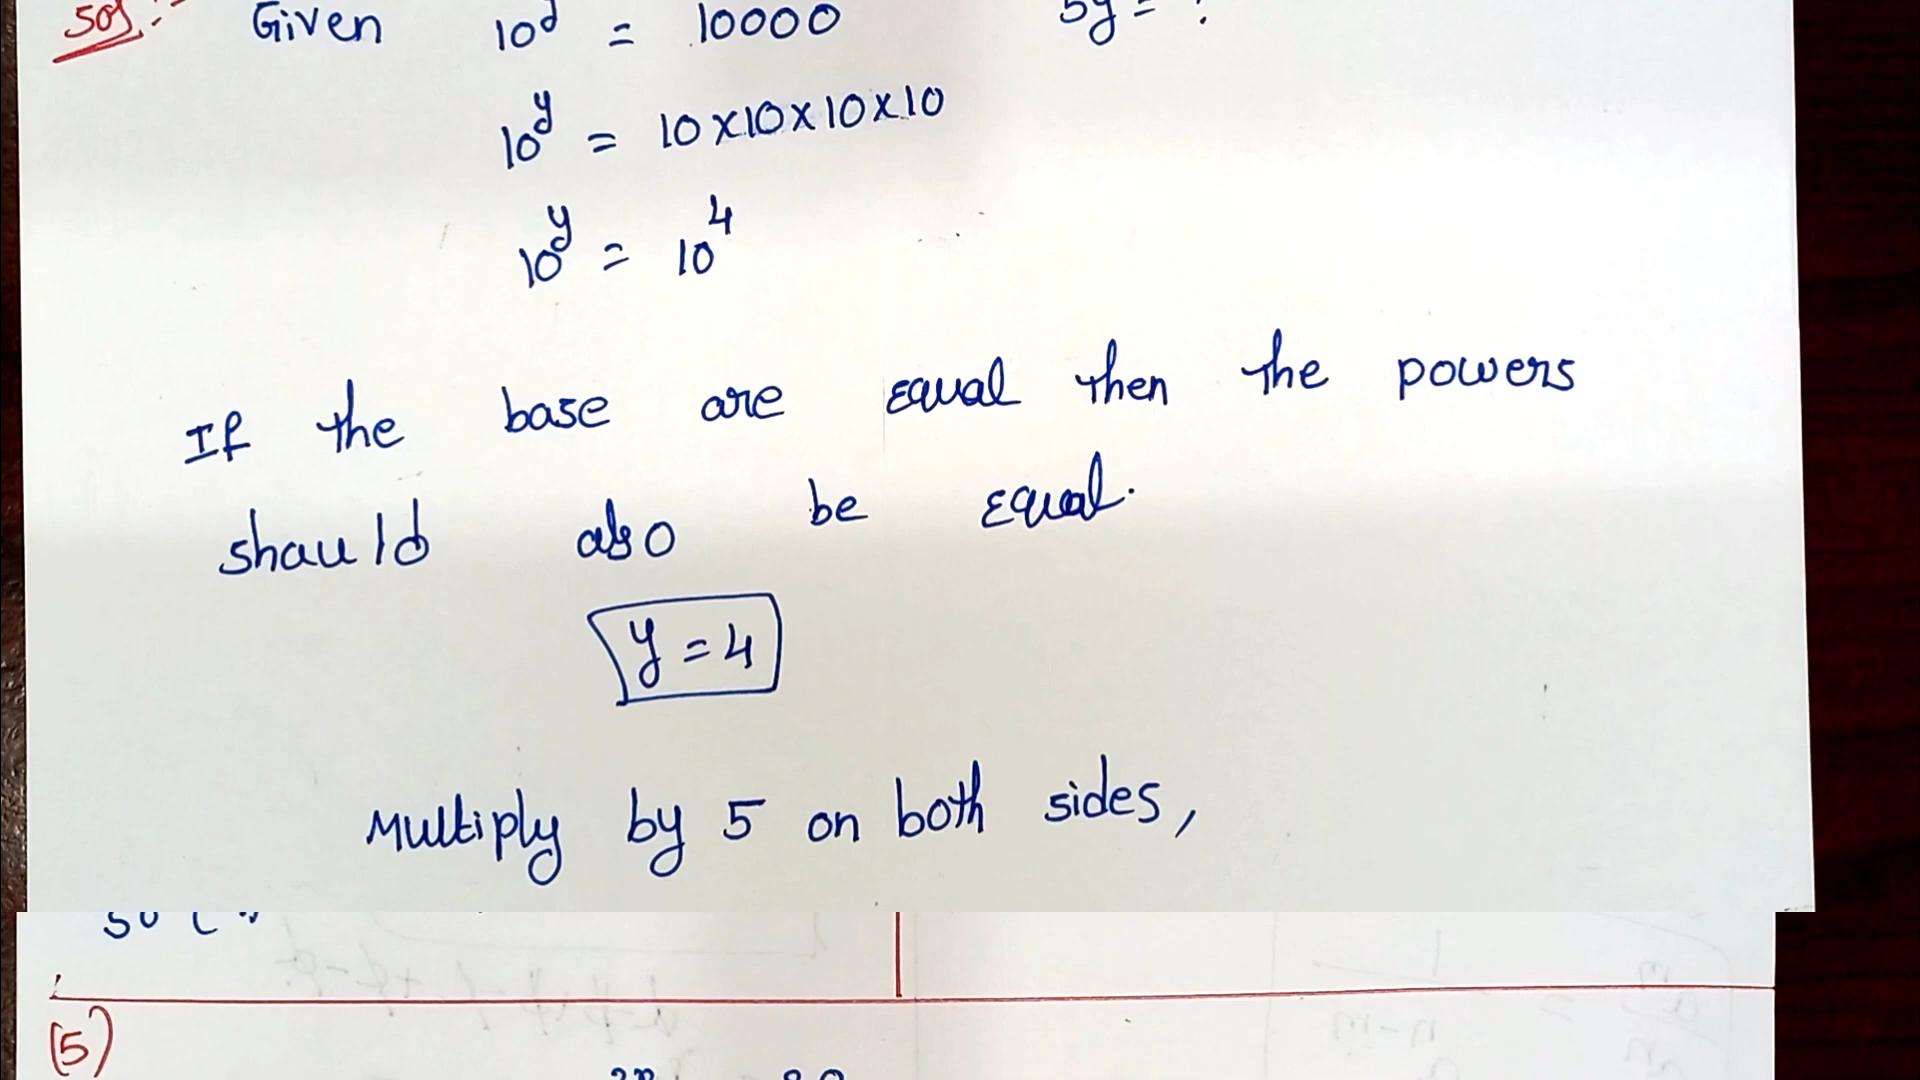 Sol:- Given 10^y = 10000 5y = ?
10^y = 10×10×10×10
10^y = 10^4
If the base are equal then the powers
should also be equal.
y = 4
Multiply by 5 on both sides,
(5)